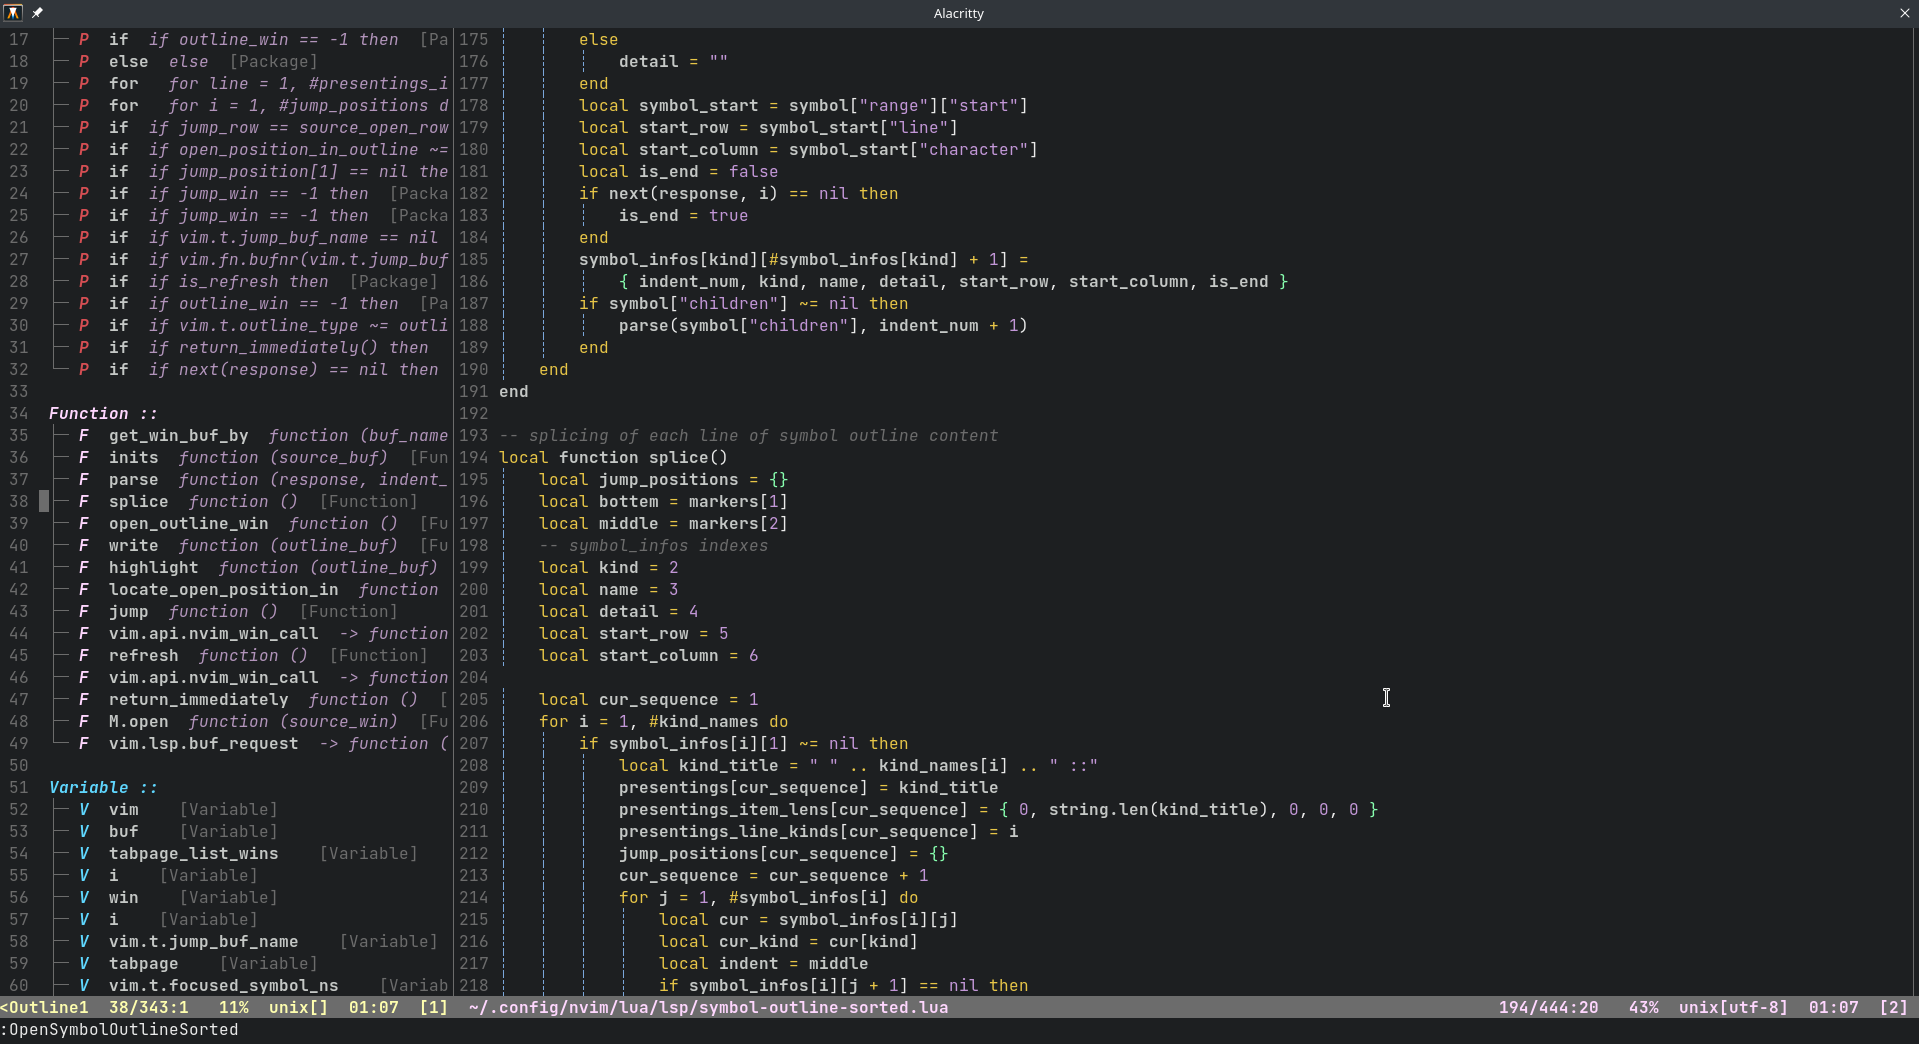 Alacritty
17 P if if outline_win == -1 then [Pa
18 P else else [Package]
19 P for for line = 1, #presentings_i
20 P for for i = 1, #jump_positions d
21 P if if jump_row == source_open_row
22 P if if open_position_in_outline ~=
23 P if if jump_position[1] == nil the
24 P if if jump_win == -1 then [Packa
25 P if if jump_win == -1 then [Packa
26 P if if vim.t.jump_buf_name == nil
27 P if if vim.fn.bufnr(vim.t.jump_buf
28 P if if is_refresh then [Package]
29 P if if outline_win == -1 then [Pa
30 P if if vim.t.outline_type ~= outli
31 P if if return_immediately() then
32 P if if next(response) == nil then
33
34 Function ::
35 F get_win_buf_by function (buf_name
36 F inits function (source_buf) [Fun
37 F parse function (response, indent_
38 F splice function () [Function]
39 F open_outline_win function () [Fu
40 F write function (outline_buf) [Fu
41 F highlight function (outline_buf)
42 F locate_open_position_in function
43 F jump function () [Function]
44 F vim.api.nvim_win_call -> function
45 F refresh function () [Function]
46 F vim.api.nvim_win_call -> function
47 F return_immediately function () [
48 F M.open function (source_win) [Fu
49 F vim.lsp.buf_request -> function (
50
51 Variable ::
52 V vim [Variable]
53 V buf [Variable]
54 V tabpage_list_wins [Variable]
55 V i [Variable]
56 V win [Variable]
57 V i [Variable]
58 V vim.t.jump_buf_name [Variable]
59 V tabpage [Variable]
60 V vim.t.focused_symbol_ns [Variab
175 else
176 detail = ""
177 end
178 local symbol_start = symbol["range"]["start"]
179 local start_row = symbol_start["line"]
180 local start_column = symbol_start["character"]
181 local is_end = false
182 if next(response, i) == nil then
183 is_end = true
184 end
185 symbol_infos[kind][#symbol_infos[kind] + 1] =
186 { indent_num, kind, name, detail, start_row, start_column, is_end }
187 if symbol["children"] ~= nil then
188 parse(symbol["children"], indent_num + 1)
189 end
190 end
191 end
192
193 -- splicing of each line of symbol outline content
194 local function splice()
195 local jump_positions = {}
196 local bottem = markers[1]
197 local middle = markers[2]
198 -- symbol_infos indexes
199 local kind = 2
200 local name = 3
201 local detail = 4
202 local start_row = 5
203 local start_column = 6
204
205 local cur_sequence = 1
206 for i = 1, #kind_names do
207 if symbol_infos[i][1] ~= nil then
208 local kind_title = " " .. kind_names[i] .. " ::"
209 presentings[cur_sequence] = kind_title
210 presentings_item_lens[cur_sequence] = { 0, string.len(kind_title), 0, 0, 0 }
211 presentings_line_kinds[cur_sequence] = i
212 jump_positions[cur_sequence] = {}
213 cur_sequence = cur_sequence + 1
214 for j = 1, #symbol_infos[i] do
215 local cur = symbol_infos[i][j]
216 local cur_kind = cur[kind]
217 local indent = middle
218 if symbol_infos[i][j + 1] == nil then
<Outline1 38/343:1 11% unix[] 01:07 [1] ~/.config/nvim/lua/lsp/symbol-outline-sorted.lua 194/444:20 43% unix[utf-8] 01:07 [2]
:OpenSymbolOutlineSorted